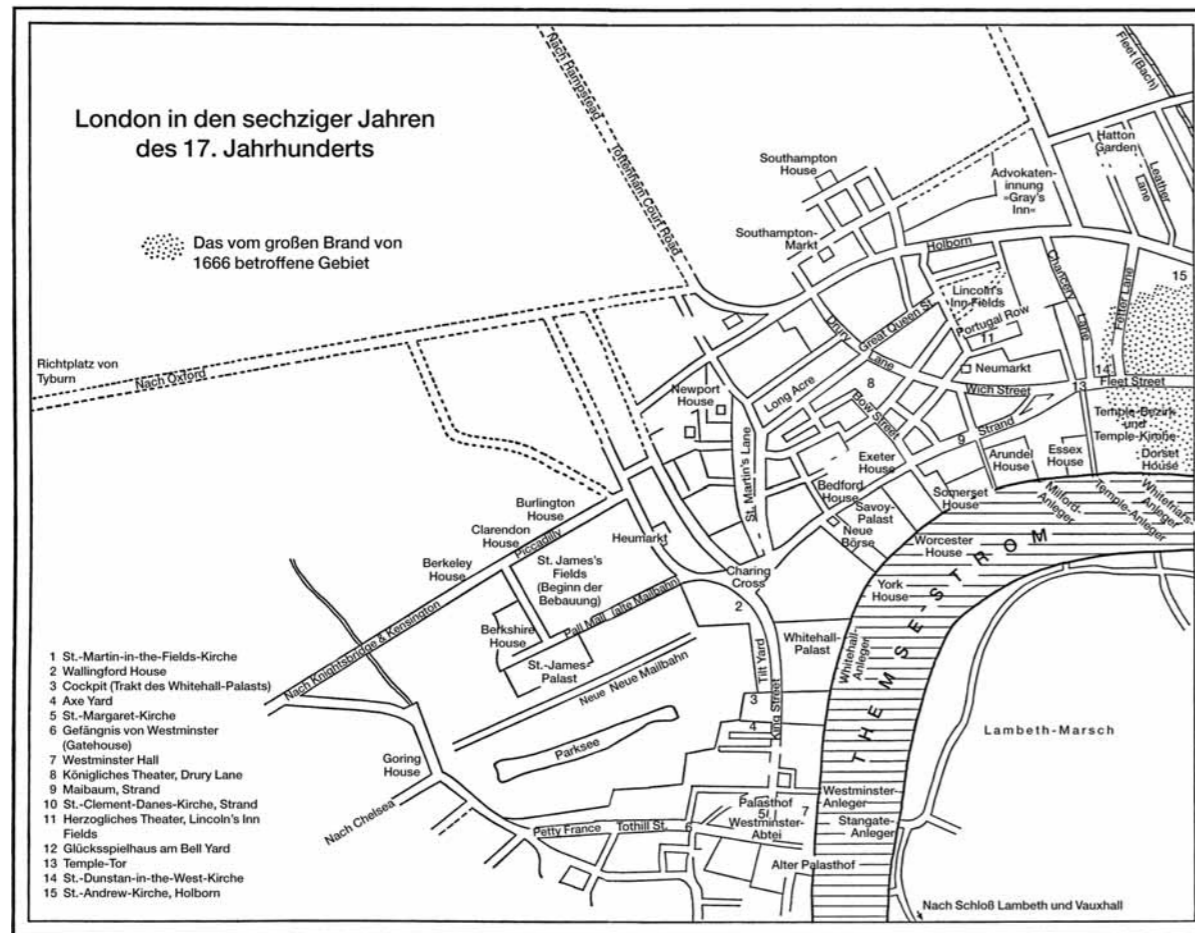 London in den sechziger Jahren
des 17. Jahrhunderts
Das vom großen Brand von
1666 betroffene Gebiet
Nach Hampstead
Tottenham Court Road
Fleet (Bach)
Hatton
Garden
Leather
Lane
Southampton
House
Advokaten-
innung
»Gray's
Inn«
Southampton-
Markt
Holborn
Chancery
Lane
Fetter Lane
15
Lincoln's
Inn-Fields
Portugal Row
11
Drury
Lane
Great Queen St.
Richtplatz von
Tyburn
Nach Oxford
Neumarkt
14
Fleet Street
13
Wich Street
Newport
House
Long Acre
8
Bow Street
Strand
9
Temple-Bezirk
und
Temple-Kirche
Dorset
House
St. Martin's Lane
Exeter
House
Arundel
House
Essex
House
Bedford
House
Somerset
House
Savoy-
Palast
Neue
Börse
Milford-
Anleger
Temple-Anleger
Whitefriars-
Anleger
Burlington
House
Clarendon
House
Piccadilly
Berkeley
House
Heumarkt
St. James's
Fields
(Beginn der
Bebauung)
Charing
Cross
Worcester
House
York
House
THEMSE-STROM
Pall Mall (alte Mailbahn)
2
Berkshire
House
St.-James-
Palast
Nach Knightsbridge & Kensington
Neue Neue Mailbahn
Tilt Yard
Whitehall-
Palast
Whitehall-
Anleger
3
4
King Street
Parksee
Lambeth-Marsch
Goring
House
Nach Chelsea
Petty France
Tothill St.
6
Palasthof
5
7
Westminster-
Abtei
Westminster-
Anleger
Stangate-
Anleger
Alter Palasthof
Nach Schloß Lambeth und Vauxhall
1 St.-Martin-in-the-Fields-Kirche
2 Wallingford House
3 Cockpit (Trakt des Whitehall-Palasts)
4 Axe Yard
5 St.-Margaret-Kirche
6 Gefängnis von Westminster
(Gatehouse)
7 Westminster Hall
8 Königliches Theater, Drury Lane
9 Maibaum, Strand
10 St.-Clement-Danes-Kirche, Strand
11 Herzogliches Theater, Lincoln's Inn
Fields
12 Glücksspielhaus am Bell Yard
13 Temple-Tor
14 St.-Dunstan-in-the-West-Kirche
15 St.-Andrew-Kirche, Holborn